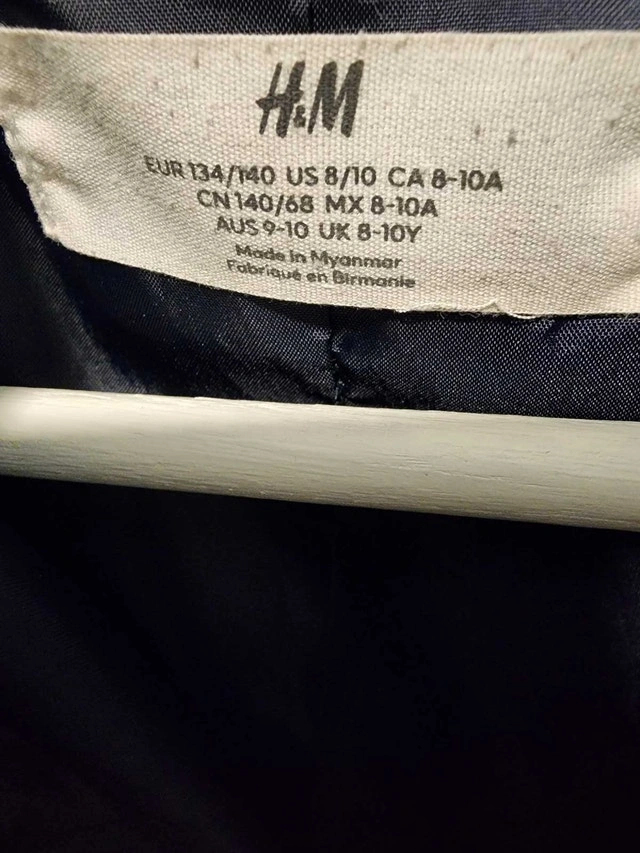 H&M
EUR 134/140 US 8/10 CA 8-10A
CN 140/68 MX 8-10A
AUS 9-10 UK 8-10Y
Made in Myanmar
Fabriqué en Birmanie